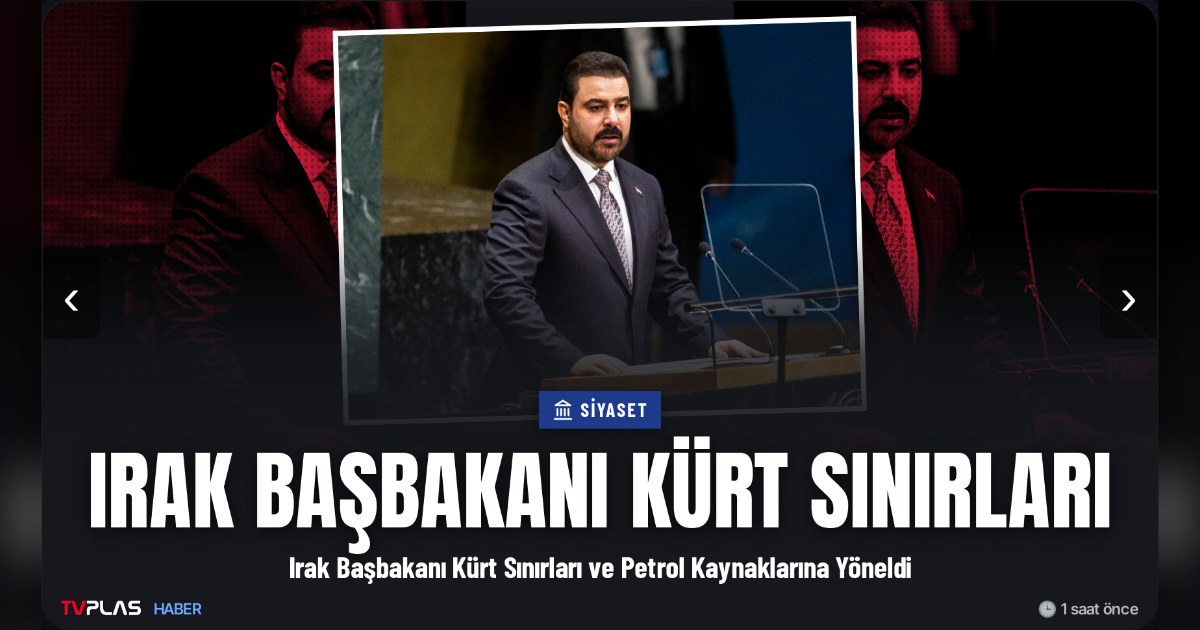 SİYASET
IRAK BAŞBAKANI KÜRT SINIRLARI
Irak Başbakanı Kürt Sınırları ve Petrol Kaynaklarına Yöneldi
TVPLAS HABER
1 saat önce